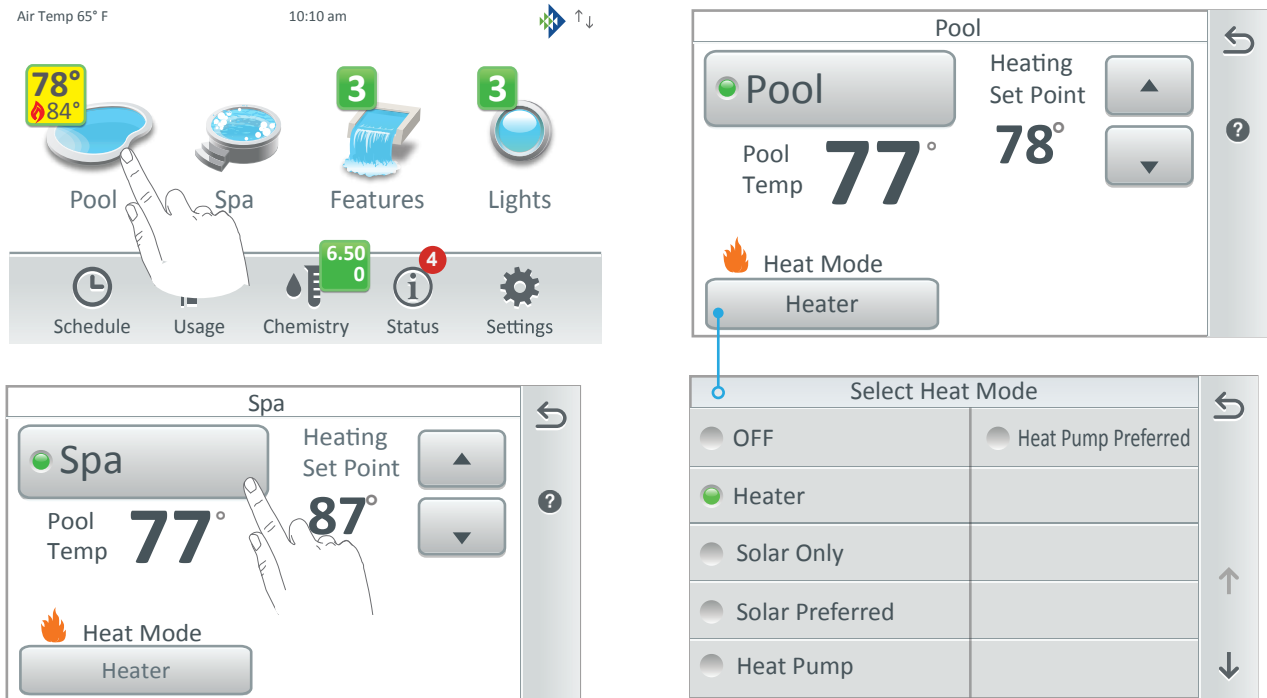 Air Temp 65° F
10:10 am
78°
84°
3
3
Pool
Spa
Features
Lights
6.50
0
4
Schedule
Usage
Chemistry
Status
Settings
Pool
Pool
Heating
Set Point
78°
Pool
Temp
77°
Heat Mode
Heater
?
Spa
Spa
Heating
Set Point
87°
Pool
Temp
77°
Heat Mode
Heater
?
Select Heat Mode
OFF
Heat Pump Preferred
Heater
Solar Only
Solar Preferred
Heat Pump